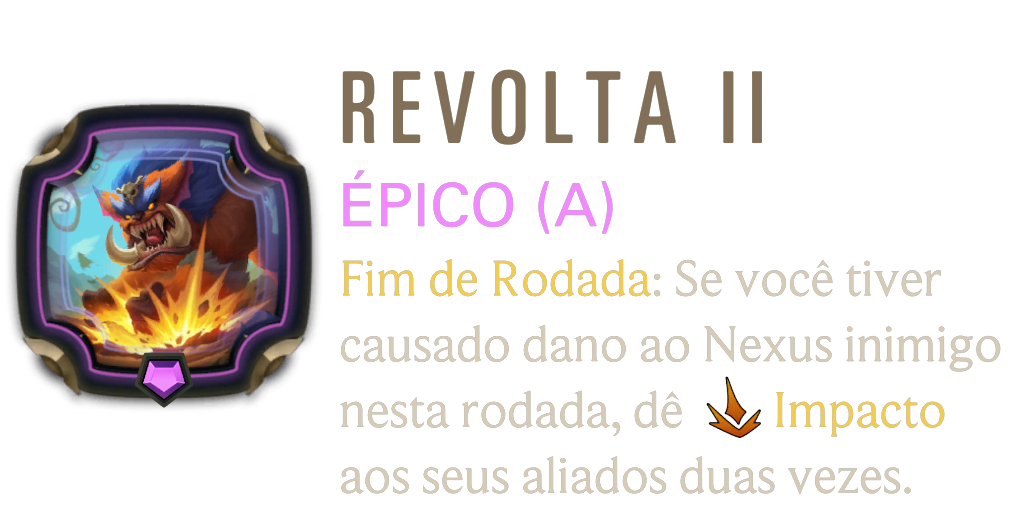 REVOLTA II
ÉPICO (A)
Fim de Rodada: Se você tiver
causado dano ao Nexus inimigo
nesta rodada, dê Impacto
aos seus aliados duas vezes.